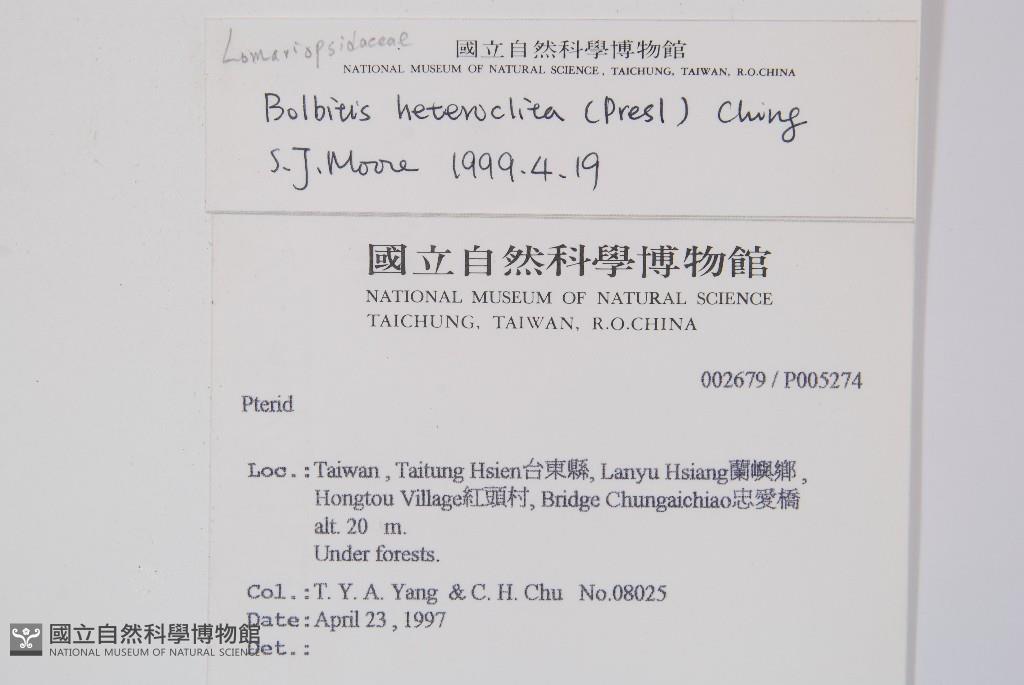 Lomariopsidaceae
國立自然科學博物館
NATIONAL MUSEUM OF NATURAL SCIENCE, TAICHUNG, TAIWAN, R.O.CHINA
Bolbitis heteroclita (Presl) Ching
S.J.Moore 1999.4.19
國立自然科學博物館
NATIONAL MUSEUM OF NATURAL SCIENCE
TAICHUNG, TAIWAN, R.O.CHINA
002679 / P005274
Pterid
Loc.:Taiwan , Taitung Hsien台東縣, Lanyu Hsiang蘭嶼鄉 ,
Hongtou Village紅頭村, Bridge Chungaichiao忠愛橋
alt. 20 m.
Under forests.
Col.:T. Y. A. Yang & C. H. Chu No.08025
Date:April 23 , 1997
Det.:
國立自然科學博物館
NATIONAL MUSEUM OF NATURAL SCIENCE